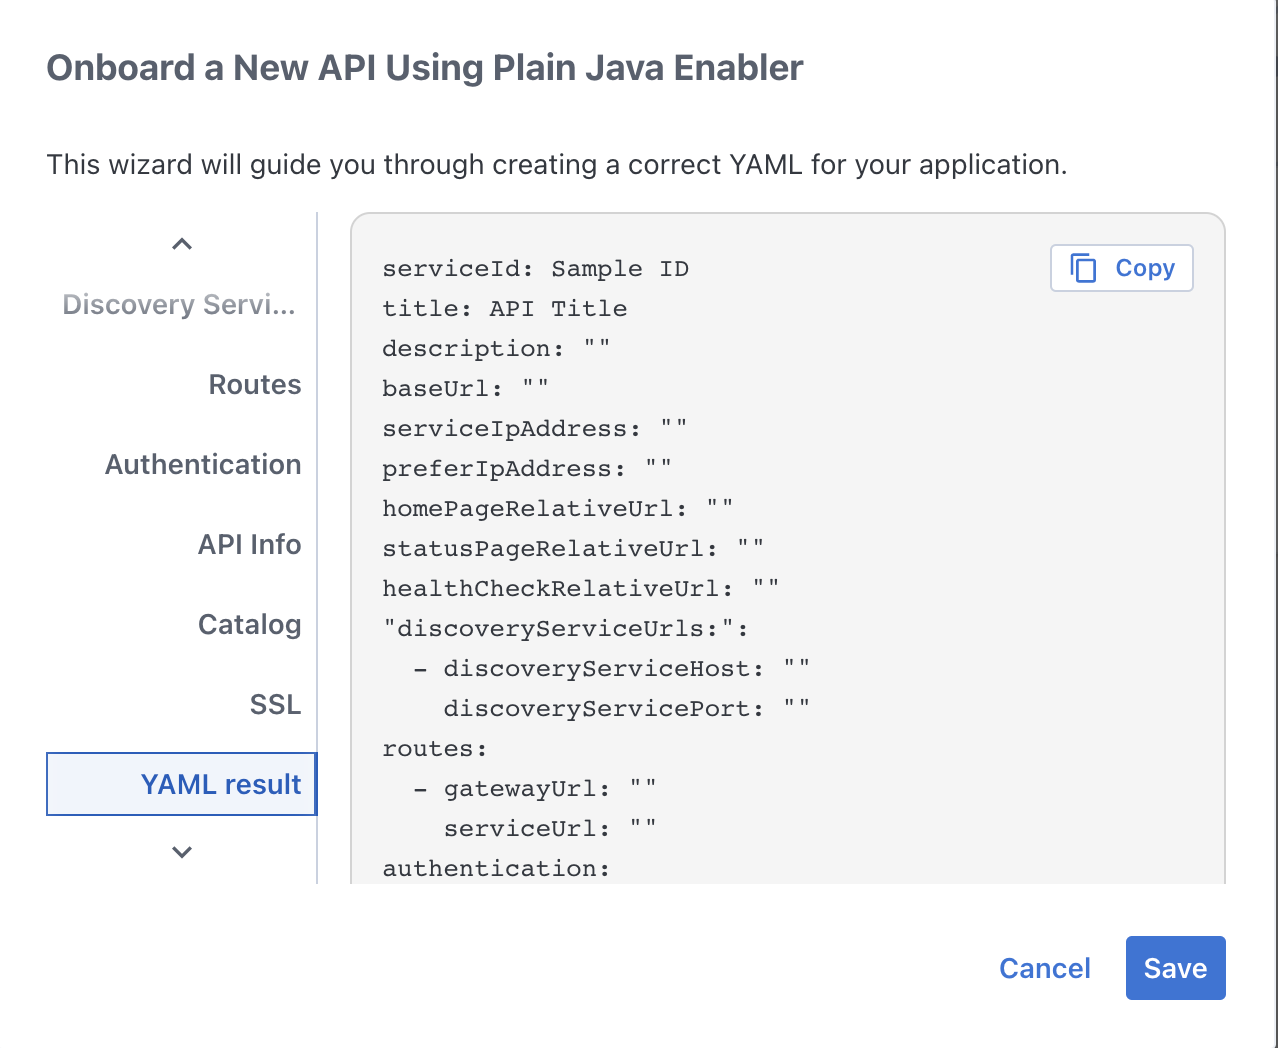 Onboard a New API Using Plain Java Enabler
This wizard will guide you through creating a correct YAML for your application.
Discovery Servi...
Routes
Authentication
API Info
Catalog
SSL
YAML result
serviceId: Sample ID
title: API Title
description: ""
baseUrl: ""
serviceIpAddress: ""
preferIpAddress: ""
homePageRelativeUrl: ""
statusPageRelativeUrl: ""
healthCheckRelativeUrl: ""
"discoveryServiceUrls:":
  - discoveryServiceHost: ""
    discoveryServicePort: ""
routes:
  - gatewayUrl: ""
    serviceUrl: ""
authentication:
Copy
Cancel
Save